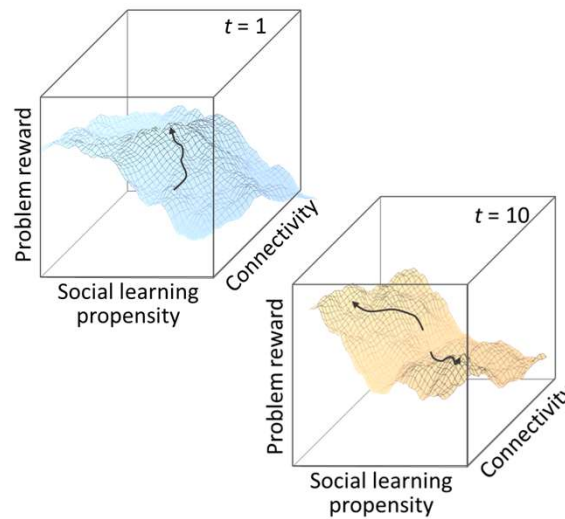 t = 1
Problem reward
Connectivity
Social learning
propensity
t = 10
Problem reward
Connectivity
Social learning
propensity